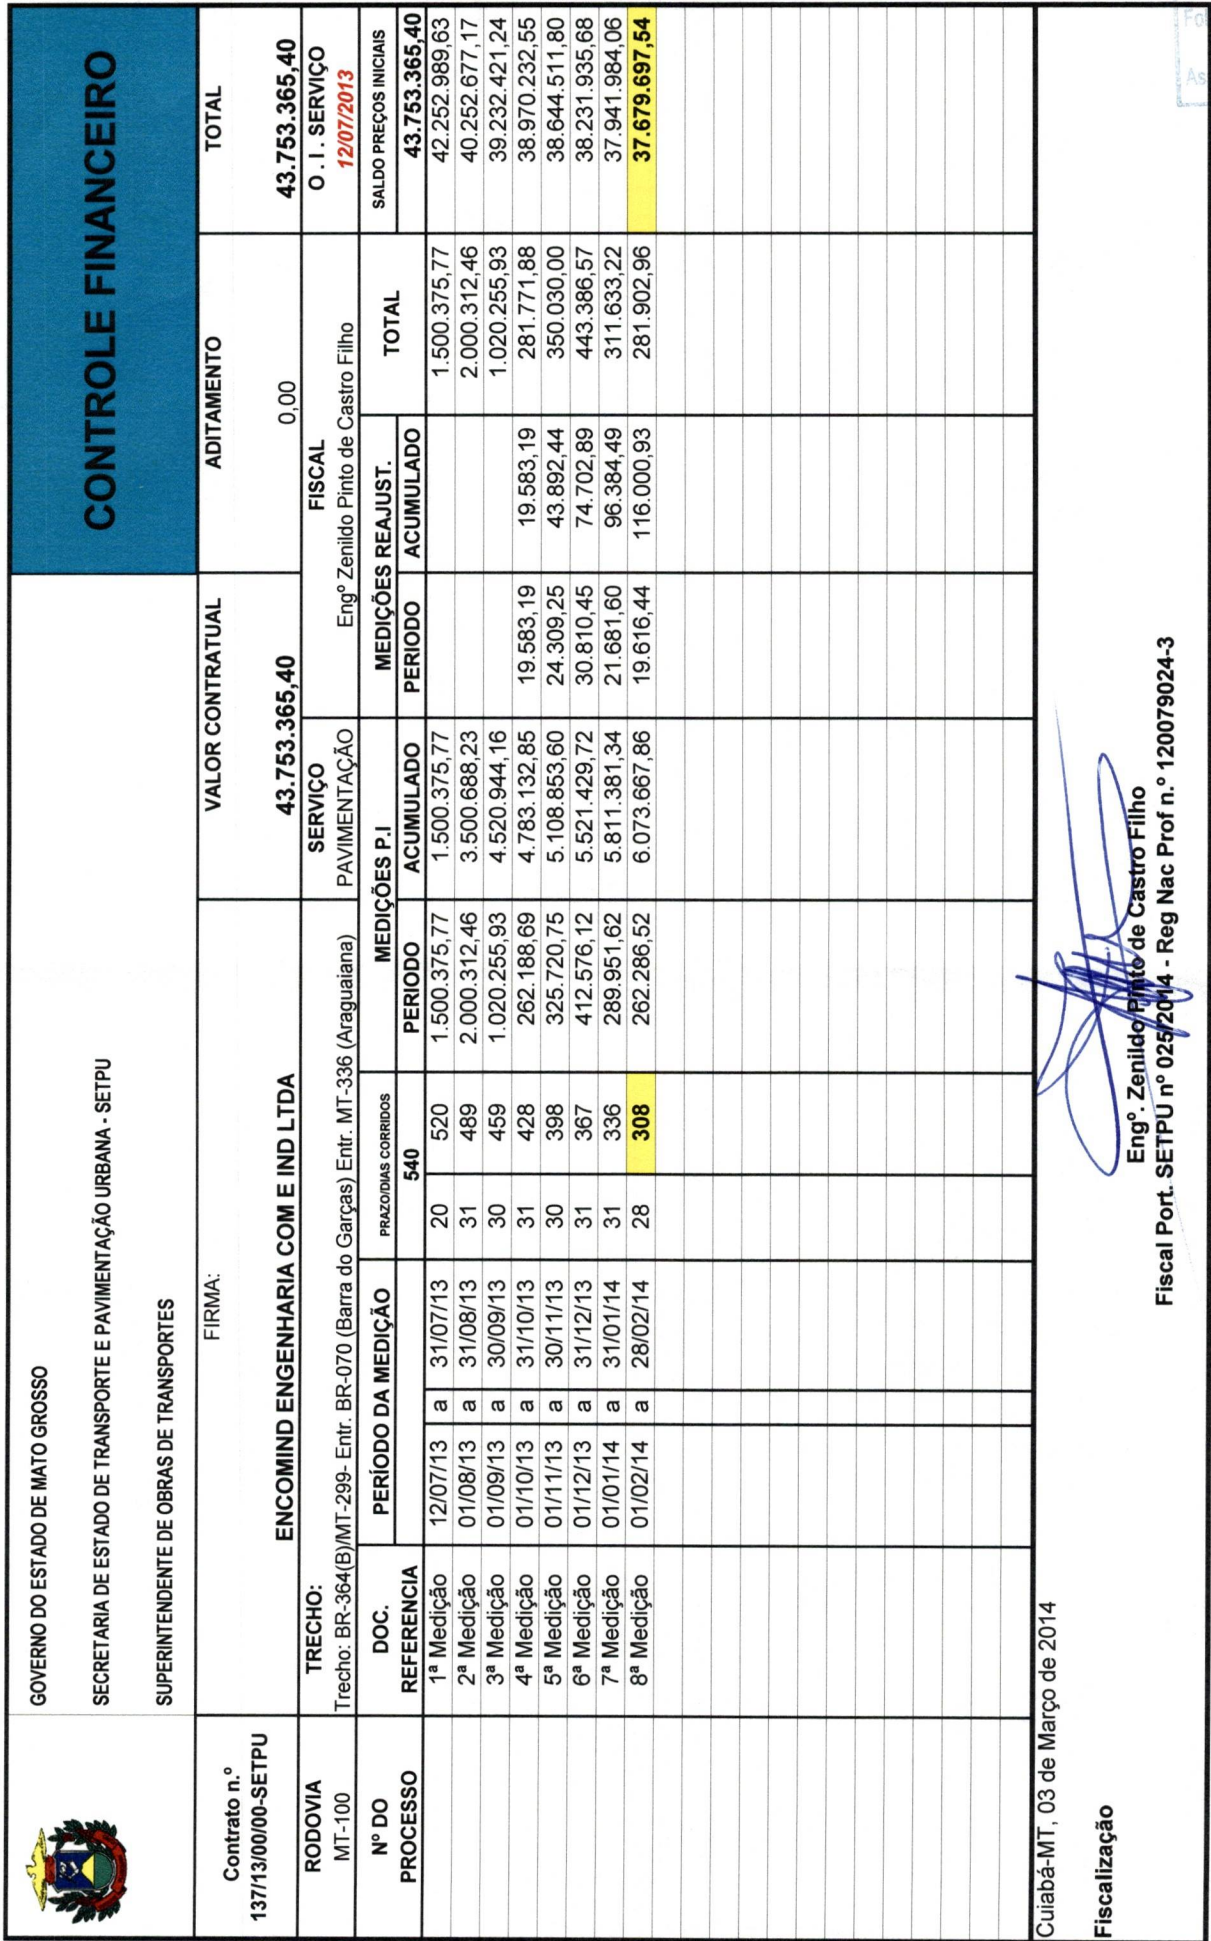 GOVERNO DO ESTADO DE MATO GROSSO
SECRETARIA DE ESTADO DE TRANSPORTE E PAVIMENTAÇÃO URBANA - SETPU
SUPERINTENDENTE DE OBRAS DE TRANSPORTES
CONTROLE FINANCEIRO
Contrato n.º
137/13/00/00-SETPU
FIRMA:
ENCOMIND ENGENHARIA COM E IND LTDA
VALOR CONTRATUAL
43.753.365,40
ADITAMENTO
0,00
TOTAL
43.753.365,40
RODOVIA
MT-100
TRECHO:
Trecho: BR-364(B)/MT-299- Entr. BR-070 (Barra do Garças) Entr. MT-336 (Araguaiana)
SERVIÇO
PAVIMENTAÇÃO
FISCAL
Engº Zenildo Pinto de Castro Filho
O . I . SERVIÇO
12/07/2013
Nº DO PROCESSO DOC. REFERENCIA PERÍODO DA MEDIÇÃO PRAZO/DIAS CORRIDOS MEDIÇÕES P.I MEDIÇÕES REAJUST. TOTAL SALDO PREÇOS INICIAIS
540 PERIODO ACUMULADO PERIODO ACUMULADO 43.753.365,40
1ª Medição 12/07/13 a 31/07/13 20 520 1.500.375,77 1.500.375,77 1.500.375,77 42.252.989,63
2ª Medição 01/08/13 a 31/08/13 31 489 2.000.312,46 3.500.688,23 2.000.312,46 40.252.677,17
3ª Medição 01/09/13 a 30/09/13 30 459 1.020.255,93 4.520.944,16 1.020.255,93 39.232.421,24
4ª Medição 01/10/13 a 31/10/13 31 428 262.188,69 4.783.132,85 19.583,19 19.583,19 281.771,88 38.970.232,55
5ª Medição 01/11/13 a 30/11/13 30 398 325.720,75 5.108.853,60 24.309,25 43.892,44 350.030,00 38.644.511,80
6ª Medição 01/12/13 a 31/12/13 31 367 412.576,12 5.521.429,72 30.810,45 74.702,89 443.386,57 38.231.935,68
7ª Medição 01/01/14 a 31/01/14 31 336 289.951,62 5.811.381,34 21.681,60 96.384,49 311.633,22 37.941.984,06
8ª Medição 01/02/14 a 28/02/14 28 308 262.286,52 6.073.667,86 19.616,44 116.000,93 281.902,96 37.679.697,54
Cuiabá-MT, 03 de Março de 2014
Fiscalização
Engº. Zenildo Pinto de Castro Filho
Fiscal Port. SETPU nº 025/2014 - Reg Nac Prof n.º 120079024-3